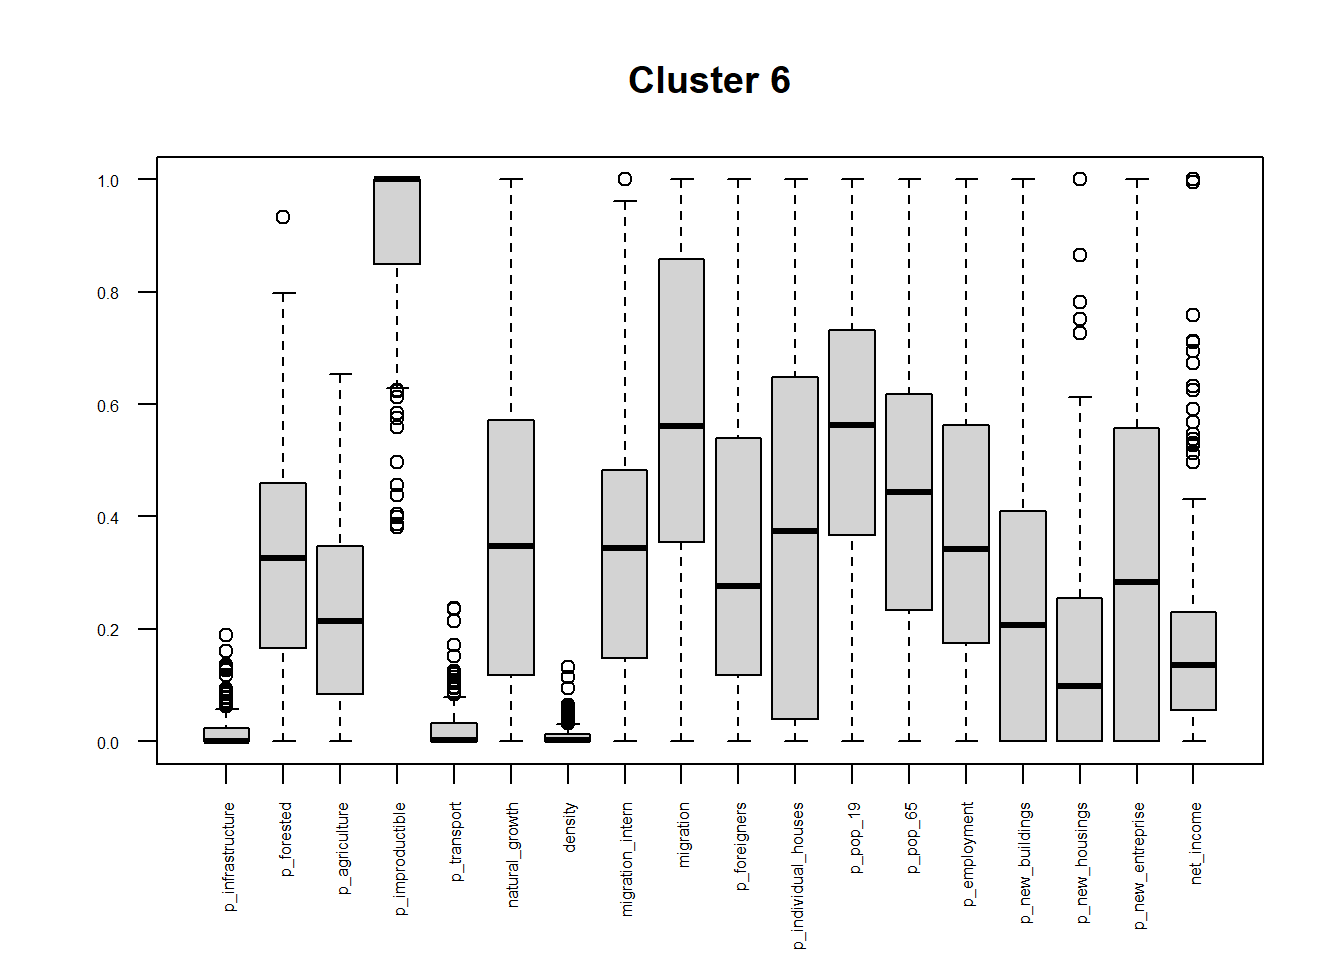 Cluster 6
1.0
0.8
0.6
0.4
0.2
0.0
p_infrastructure
p_forested
p_agriculture
p_improductible
p_transport
natural_growth
density
migration_intern
migration
p_foreigners
p_individual_houses
p_pop_19
p_pop_65
p_employment
p_new_buildings
p_new_housings
p_new_entreprise
net_income